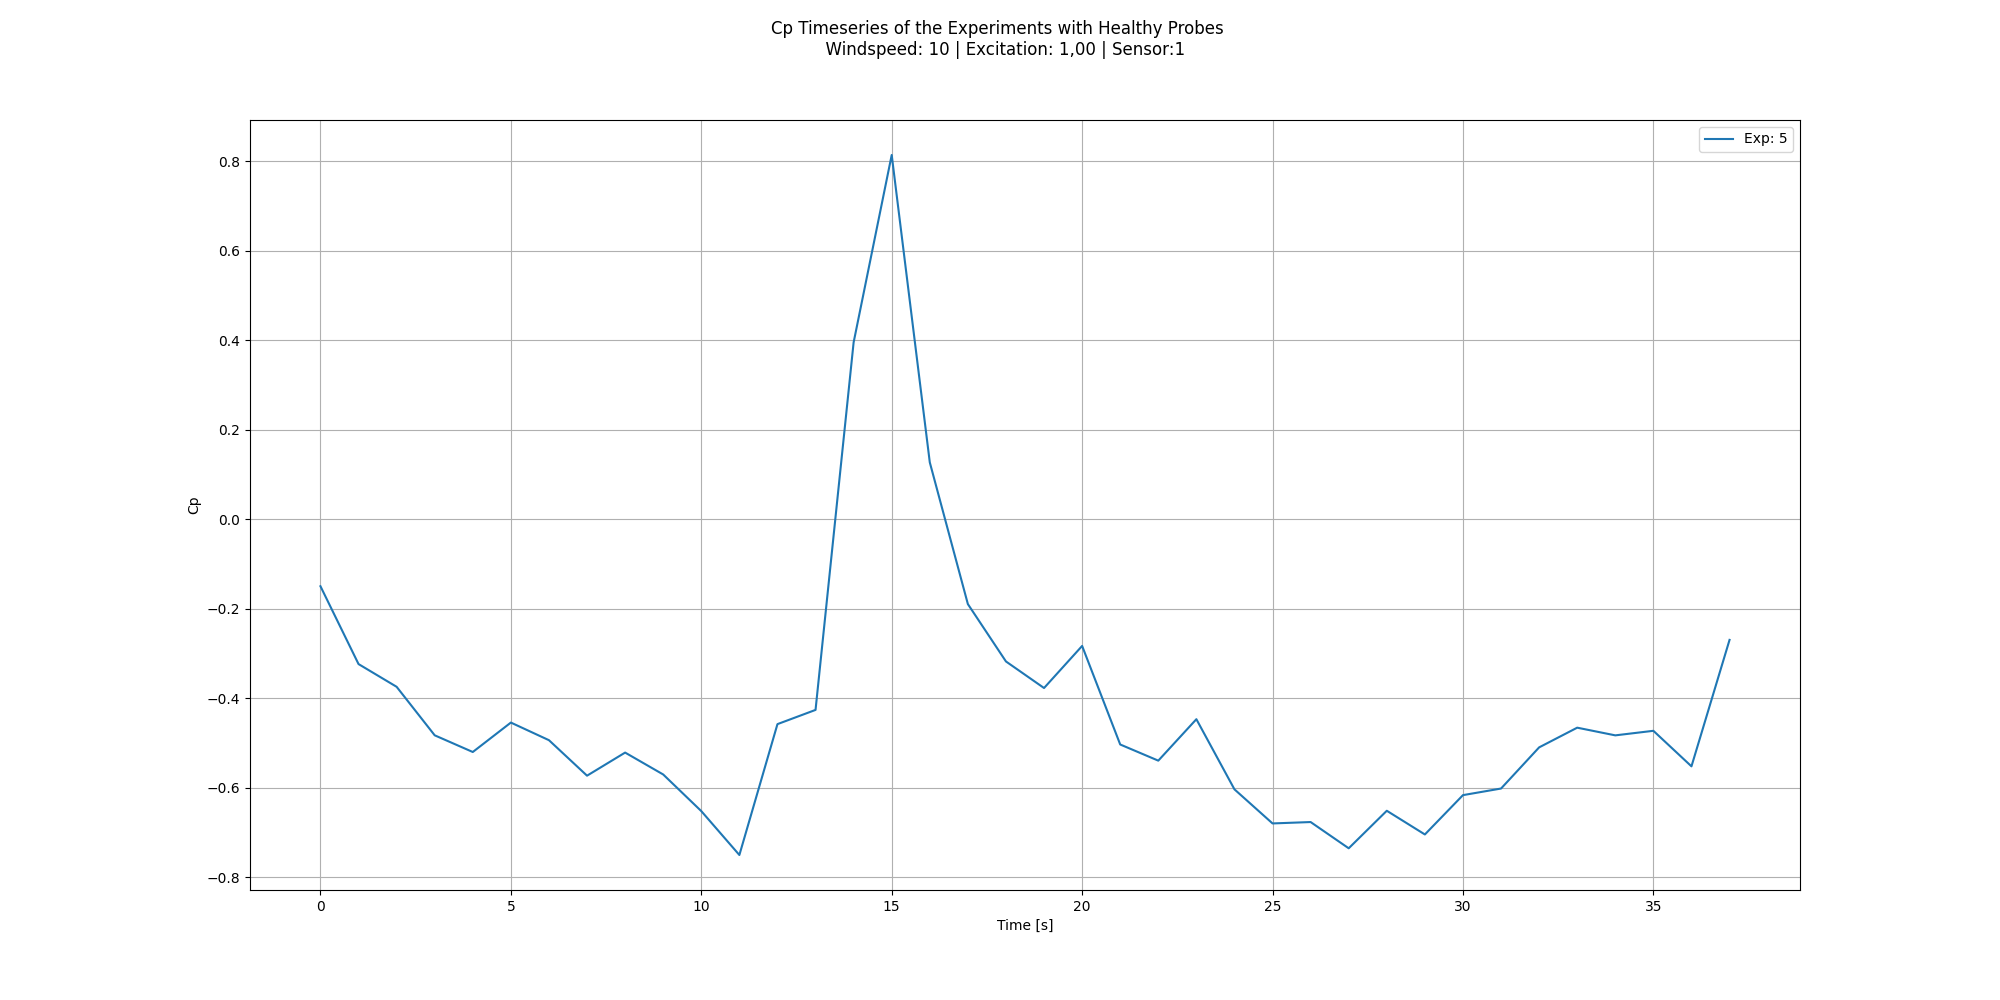 Cp Timeseries of the Experiments with Healthy Probes
Windspeed: 10 | Excitation: 1,00 | Sensor:1
Exp: 5
0.8
0.6
0.4
0.2
0.0
−0.2
−0.4
−0.6
−0.8
Cp
0 5 10 15 20 25 30 35
Time [s]